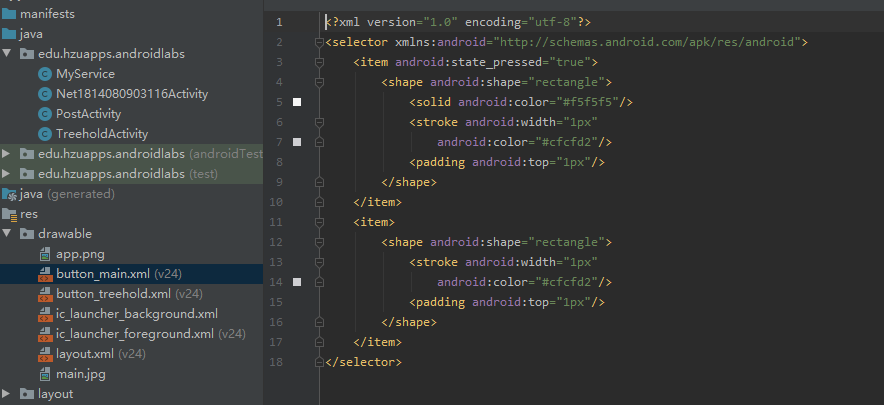 manifests
java
edu.hzuapps.androidlabs
MyService
Net1814080903116Activity
PostActivity
TreeholdActivity
edu.hzuapps.androidlabs (androidTest
edu.hzuapps.androidlabs (test)
java (generated)
res
drawable
app.png
button_main.xml (v24)
button_treehold.xml (v24)
ic_launcher_background.xml
ic_launcher_foreground.xml (v24)
layout.xml (v24)
main.jpg
layout
1 <?xml version="1.0" encoding="utf-8"?>
2 <selector xmlns:android="http://schemas.android.com/apk/res/android">
3 <item android:state_pressed="true">
4 <shape android:shape="rectangle">
5 <solid android:color="#f5f5f5"/>
6 <stroke android:width="1px"
7 android:color="#cfcfd2"/>
8 <padding android:top="1px"/>
9 </shape>
10 </item>
11 <item>
12 <shape android:shape="rectangle">
13 <stroke android:width="1px"
14 android:color="#cfcfd2"/>
15 <padding android:top="1px"/>
16 </shape>
17 </item>
18 </selector>